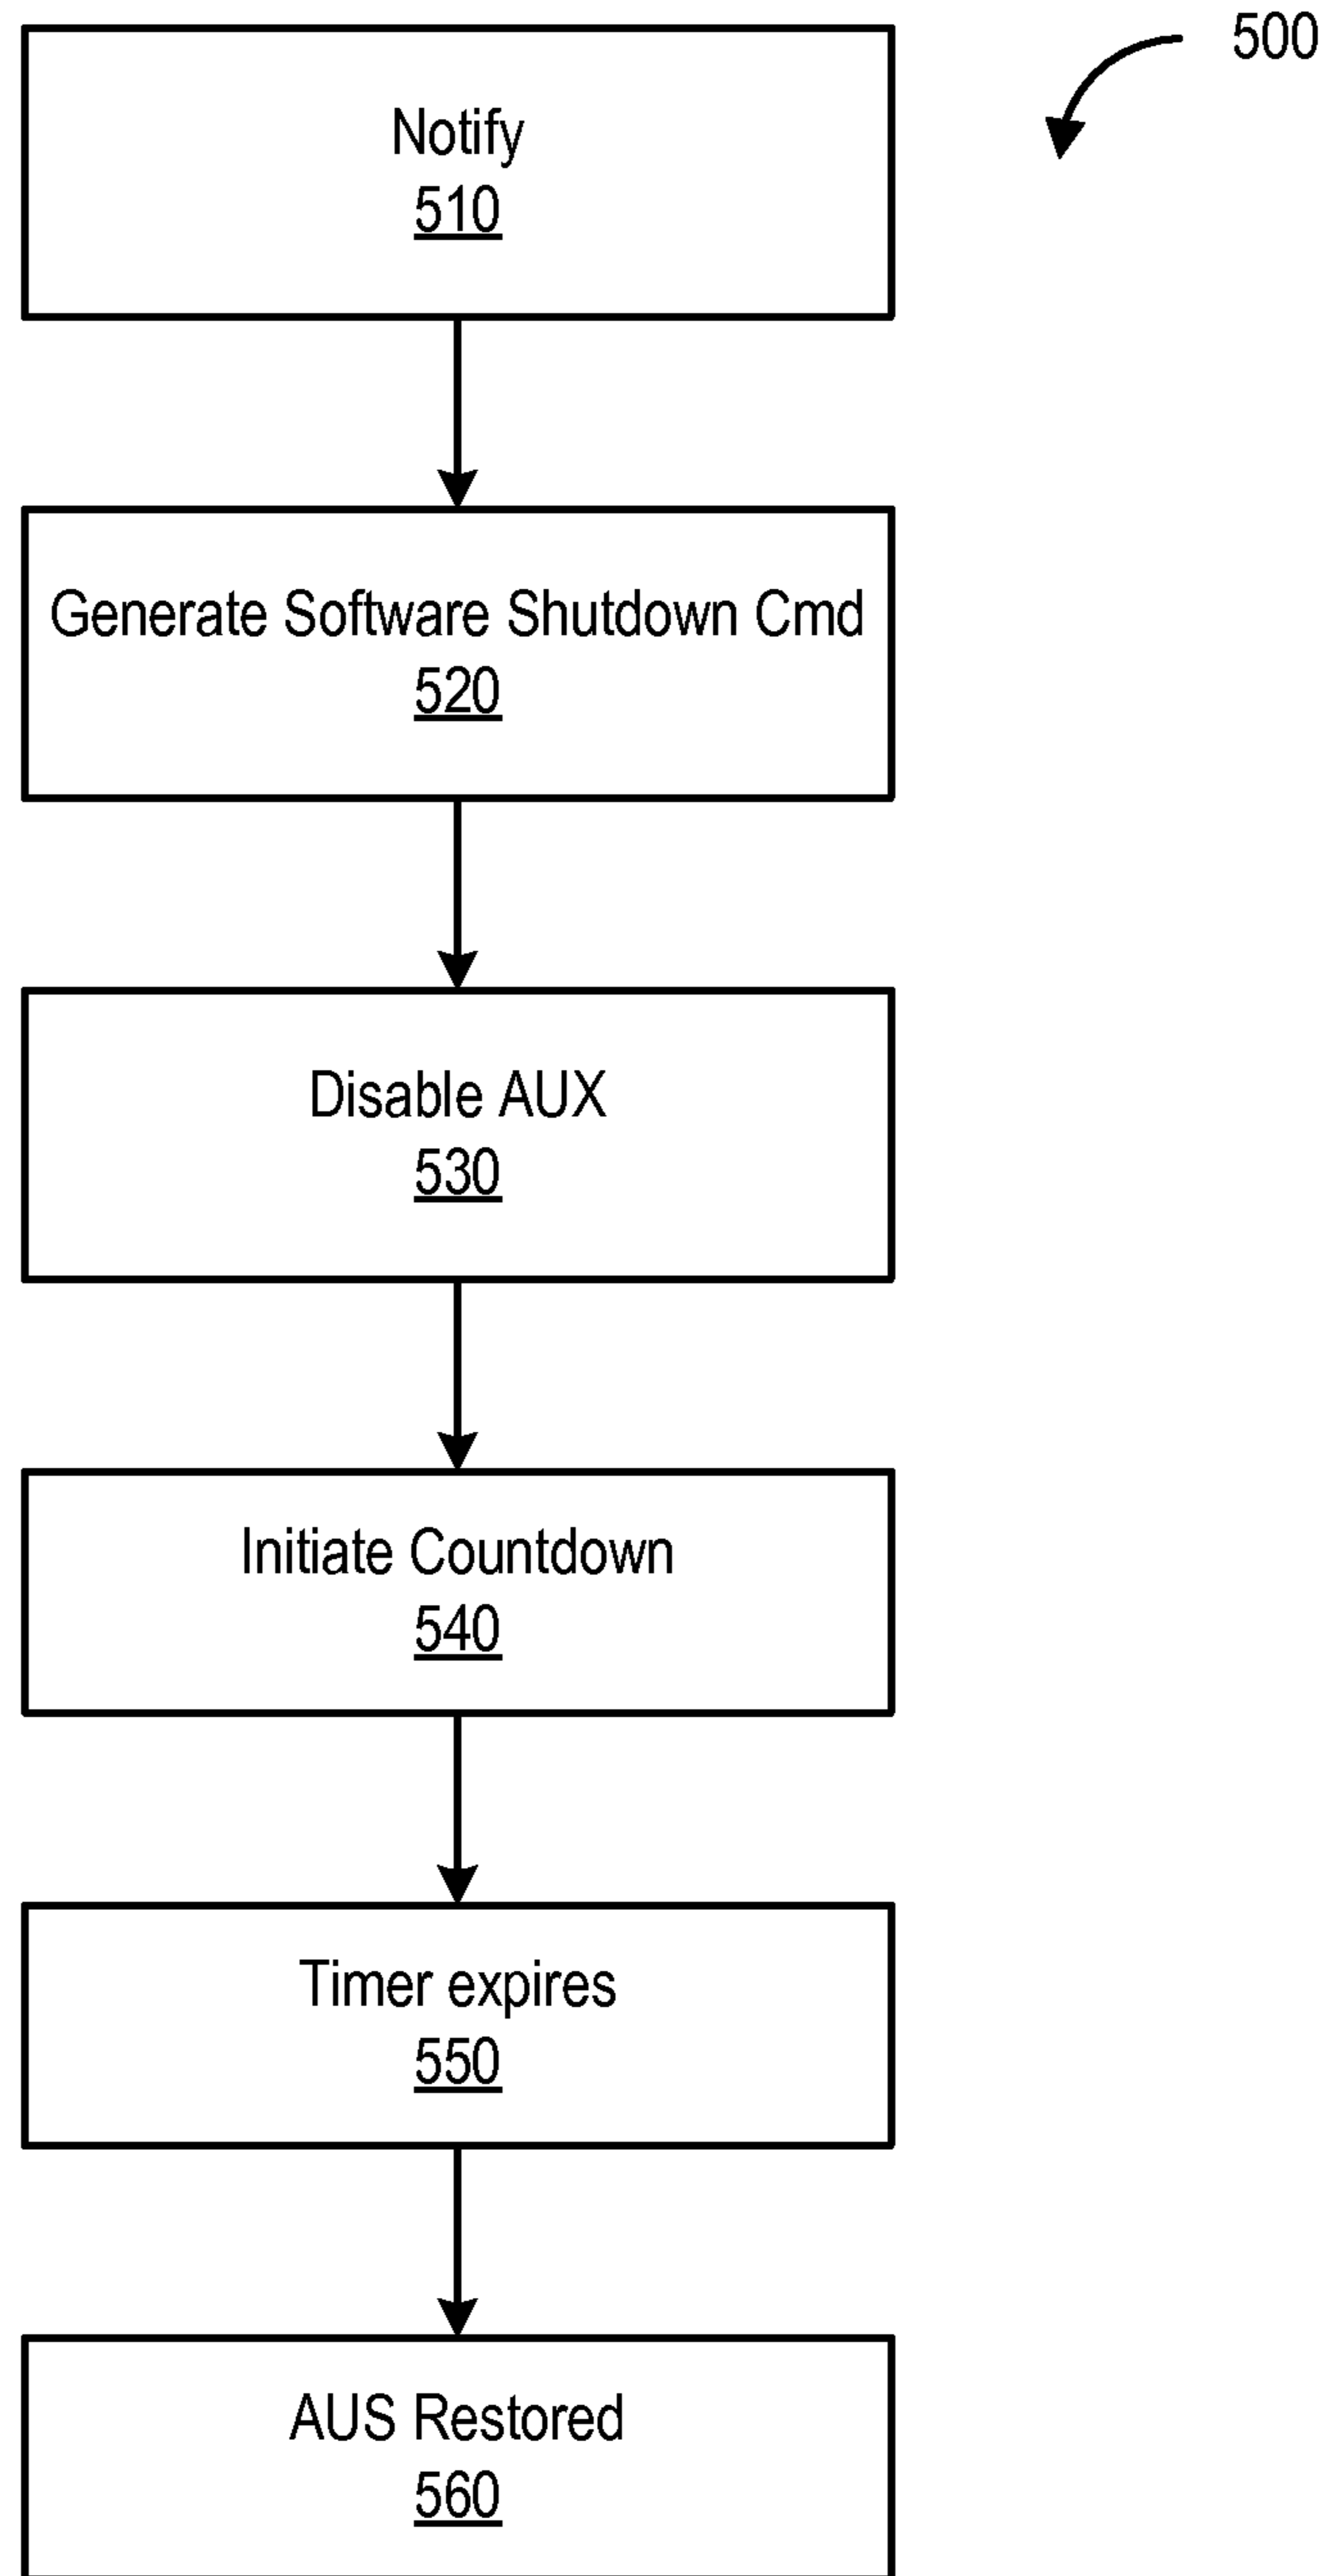 500
Notify
510
Generate Software Shutdown Cmd
520
Disable AUX
530
Initiate Countdown
540
Timer expires
550
AUS Restored
560